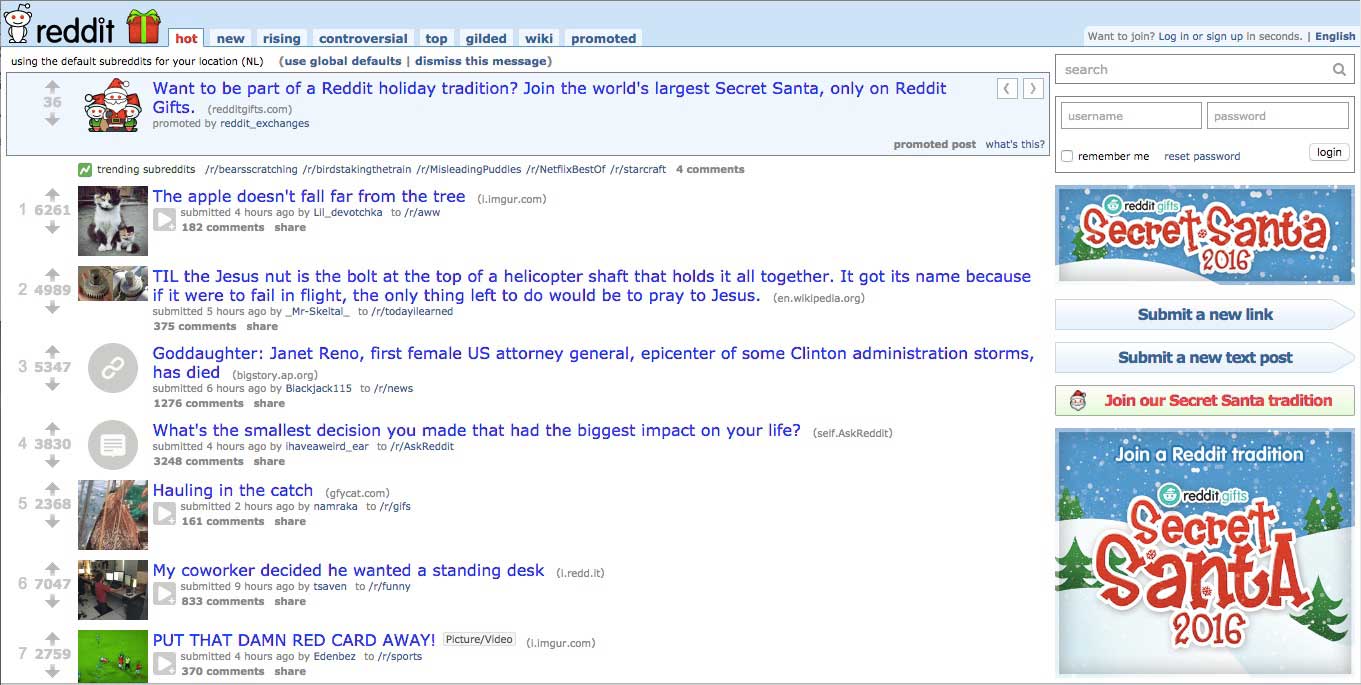 reddit
hot new rising controversial top gilded wiki promoted
Want to join? Log in or sign up in seconds. | English
using the default subreddits for your location (NL) (use global defaults | dismiss this message)
36
Want to be part of a Reddit holiday tradition? Join the world's largest Secret Santa, only on Reddit
Gifts. (redditgifts.com)
promoted by reddit_exchanges
promoted post what's this?
trending subreddits /r/bearsscratching /r/birdstakingthetrain /r/MisleadingPuddles /r/NetflixBestOf /r/starcraft 4 comments
1 6261
The apple doesn't fall far from the tree (i.imgur.com)
submitted 4 hours ago by Lil_devotchka to /r/aww
182 comments share
2 4989
TIL the Jesus nut is the bolt at the top of a helicopter shaft that holds it all together. It got its name because
if it were to fail in flight, the only thing left to do would be to pray to Jesus. (en.wikipedia.org)
submitted 5 hours ago by _Mr-Skeltal_ to /r/todayilearned
375 comments share
3 5347
Goddaughter: Janet Reno, first female US attorney general, epicenter of some Clinton administration storms,
has died (bigstory.ap.org)
submitted 6 hours ago by Blackjack115 to /r/news
1276 comments share
4 3830
What's the smallest decision you made that had the biggest impact on your life? (self.AskReddit)
submitted 4 hours ago by ihaveaweird_ear to /r/AskReddit
3248 comments share
5 2368
Hauling in the catch (gfycat.com)
submitted 2 hours ago by namraka to /r/gifs
161 comments share
6 7047
My coworker decided he wanted a standing desk (i.redd.it)
submitted 9 hours ago by tsaven to /r/funny
833 comments share
7 2759
PUT THAT DAMN RED CARD AWAY! Picture/Video (i.imgur.com)
submitted 4 hours ago by Edenbez to /r/sports
370 comments share
search
username password
remember me reset password login
reddit gifts
Secret Santa
2016
Submit a new link
Submit a new text post
Join our Secret Santa tradition
Join a Reddit tradition
reddit gifts
Secret
Santa
2016